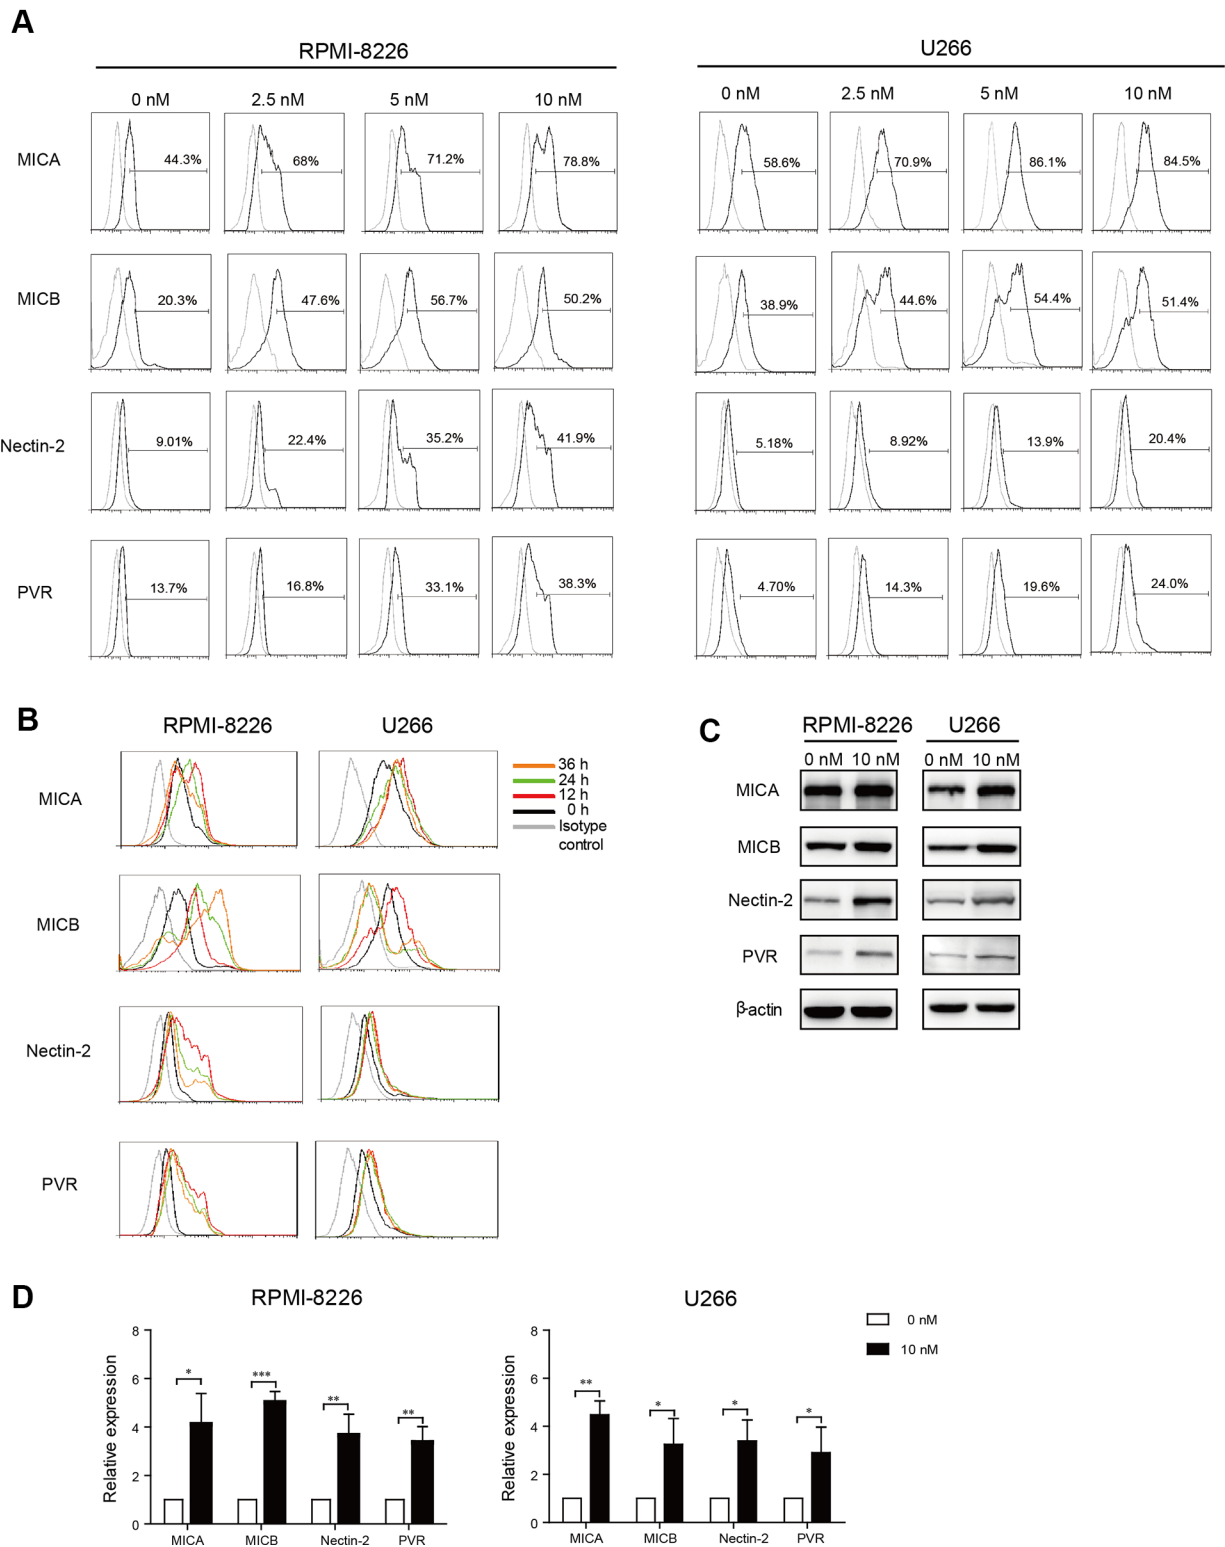 A
RPMI-8226
U266
0 nM 2.5 nM 5 nM 10 nM
0 nM 2.5 nM 5 nM 10 nM
MICA
44.3% 68% 71.2% 78.8%
58.6% 70.9% 86.1% 84.5%
MICB
20.3% 47.6% 56.7% 50.2%
38.9% 44.6% 54.4% 51.4%
Nectin-2
9.01% 22.4% 35.2% 41.9%
5.18% 8.92% 13.9% 20.4%
PVR
13.7% 16.8% 33.1% 38.3%
4.70% 14.3% 19.6% 24.0%
B
RPMI-8226 U266
MICA
MICB
Nectin-2
PVR
36 h
24 h
12 h
0 h
Isotype
control
C
RPMI-8226 U266
0 nM 10 nM 0 nM 10 nM
MICA
MICB
Nectin-2
PVR
β-actin
D
RPMI-8226
Relative expression
8
6
4
2
0
* *** ** **
MICA MICB Nectin-2 PVR
U266
Relative expression
8
6
4
2
0
** * * *
MICA MICB Nectin-2 PVR
0 nM
10 nM